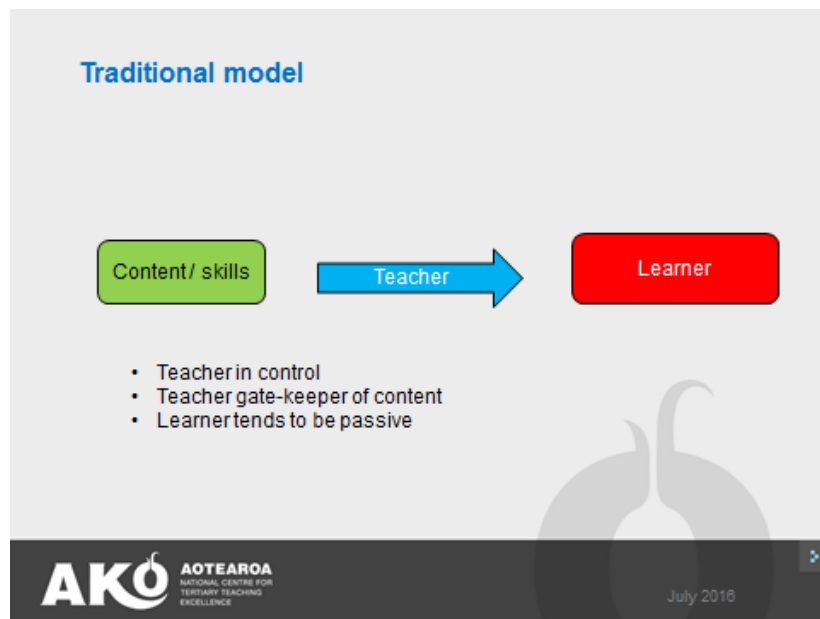 Traditional model
Content / skills
Teacher
Learner
• Teacher in control
• Teacher gate-keeper of content
• Learner tends to be passive
AKO AOTEAROA
NATIONAL CENTRE FOR
TERTIARY TEACHING
EXCELLENCE
July 2016